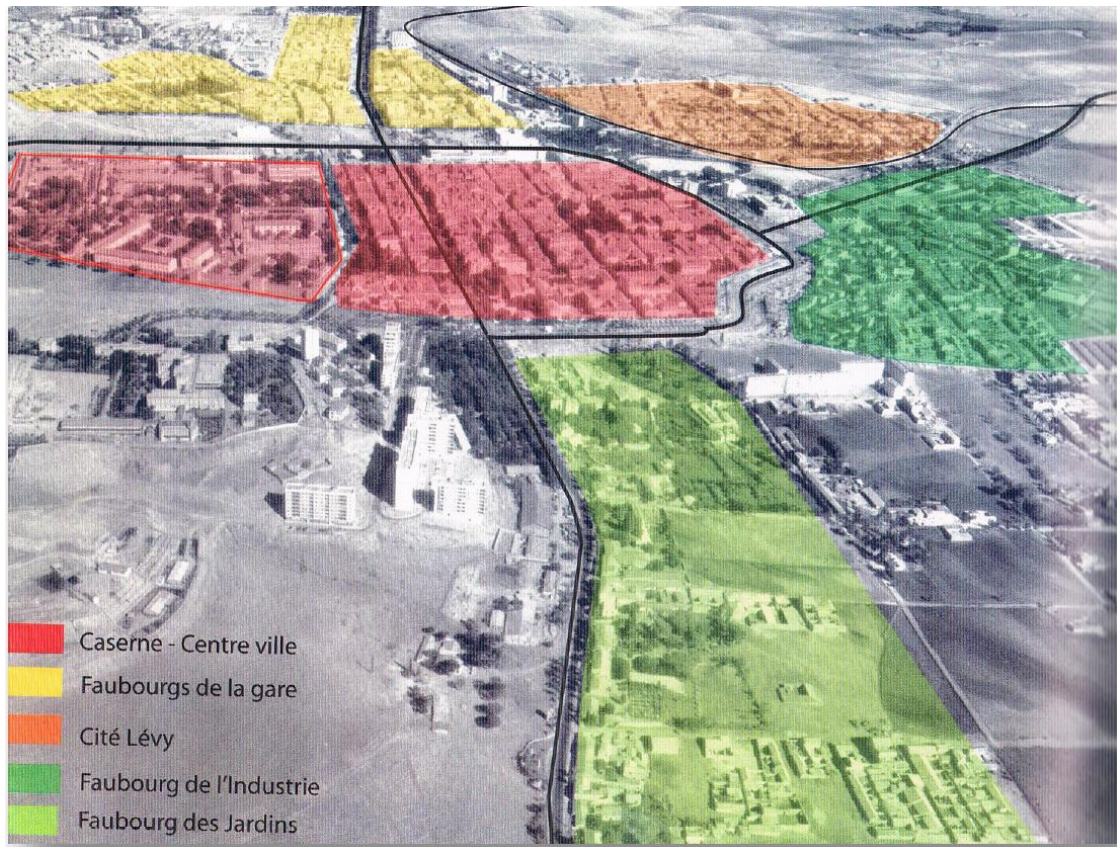 Caserne - Centre ville
Faubourgs de la gare
Cité Lévy
Faubourg de l'Industrie
Faubourg des Jardins